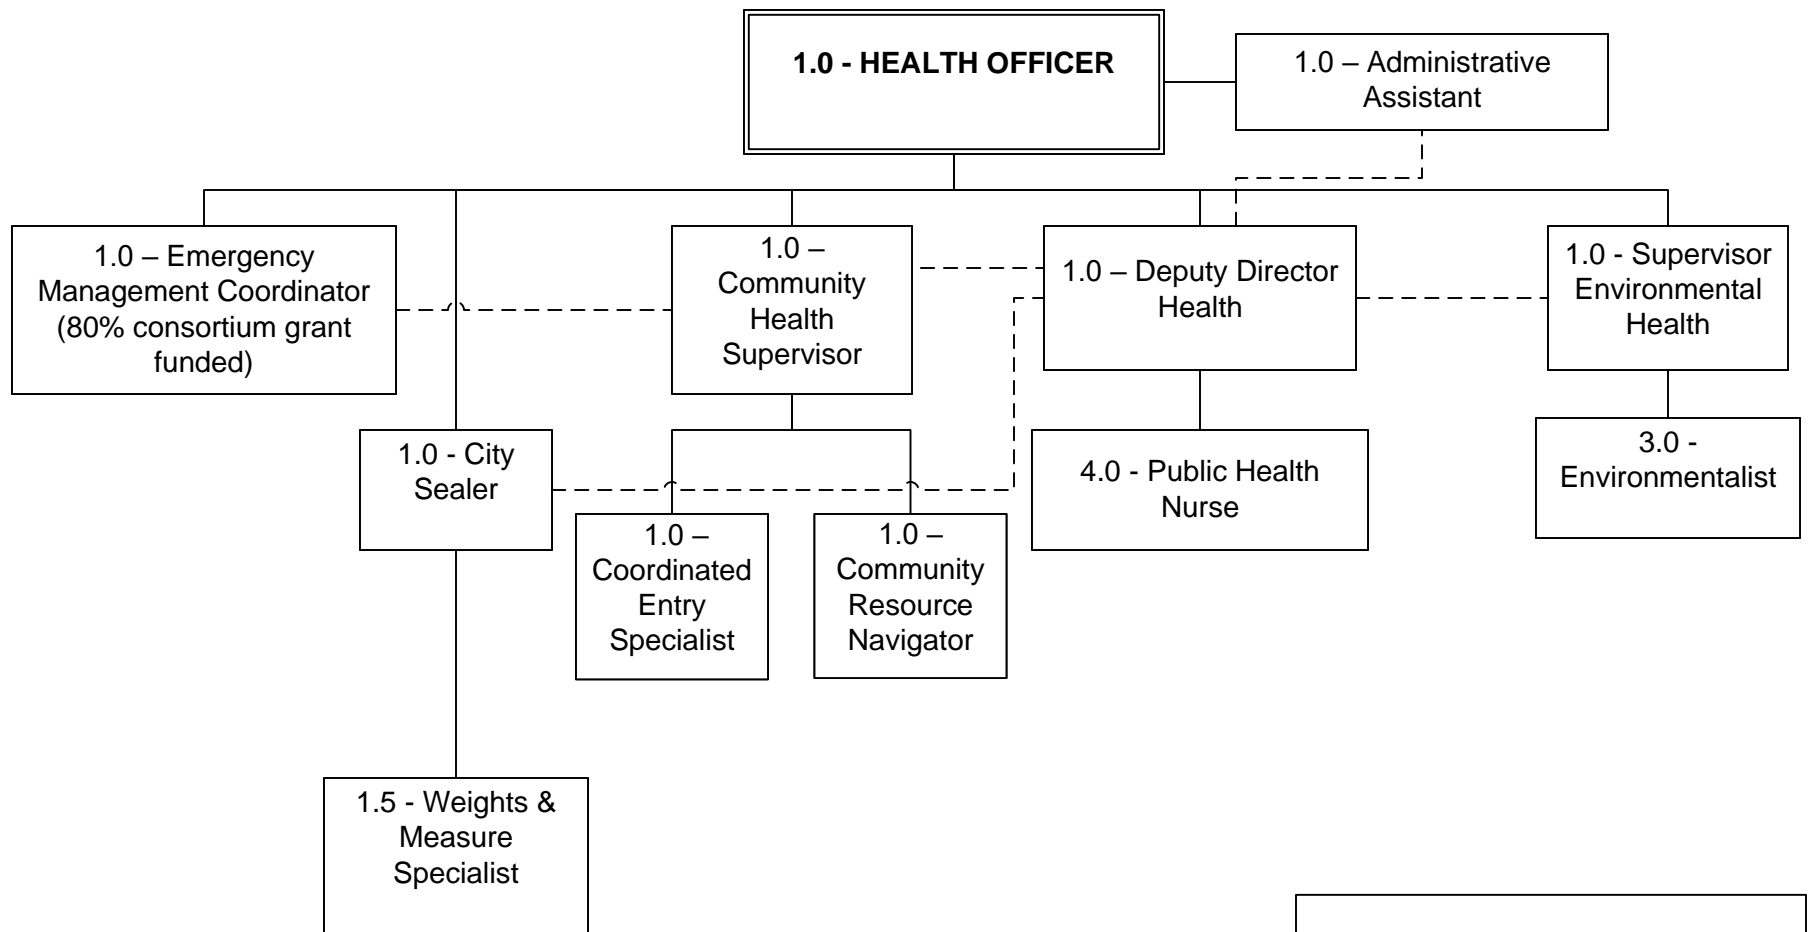 1.0 - HEALTH OFFICER
1.0 – Administrative
Assistant
1.0 – Emergency
Management Coordinator
(80% consortium grant
funded)
1.0 –
Community
Health
Supervisor
1.0 – Deputy Director
Health
1.0 - Supervisor
Environmental
Health
1.0 - City
Sealer
4.0 - Public Health
Nurse
3.0 -
Environmentalist
1.0 –
Coordinated
Entry
Specialist
1.0 –
Community
Resource
Navigator
1.5 - Weights &
Measure
Specialist